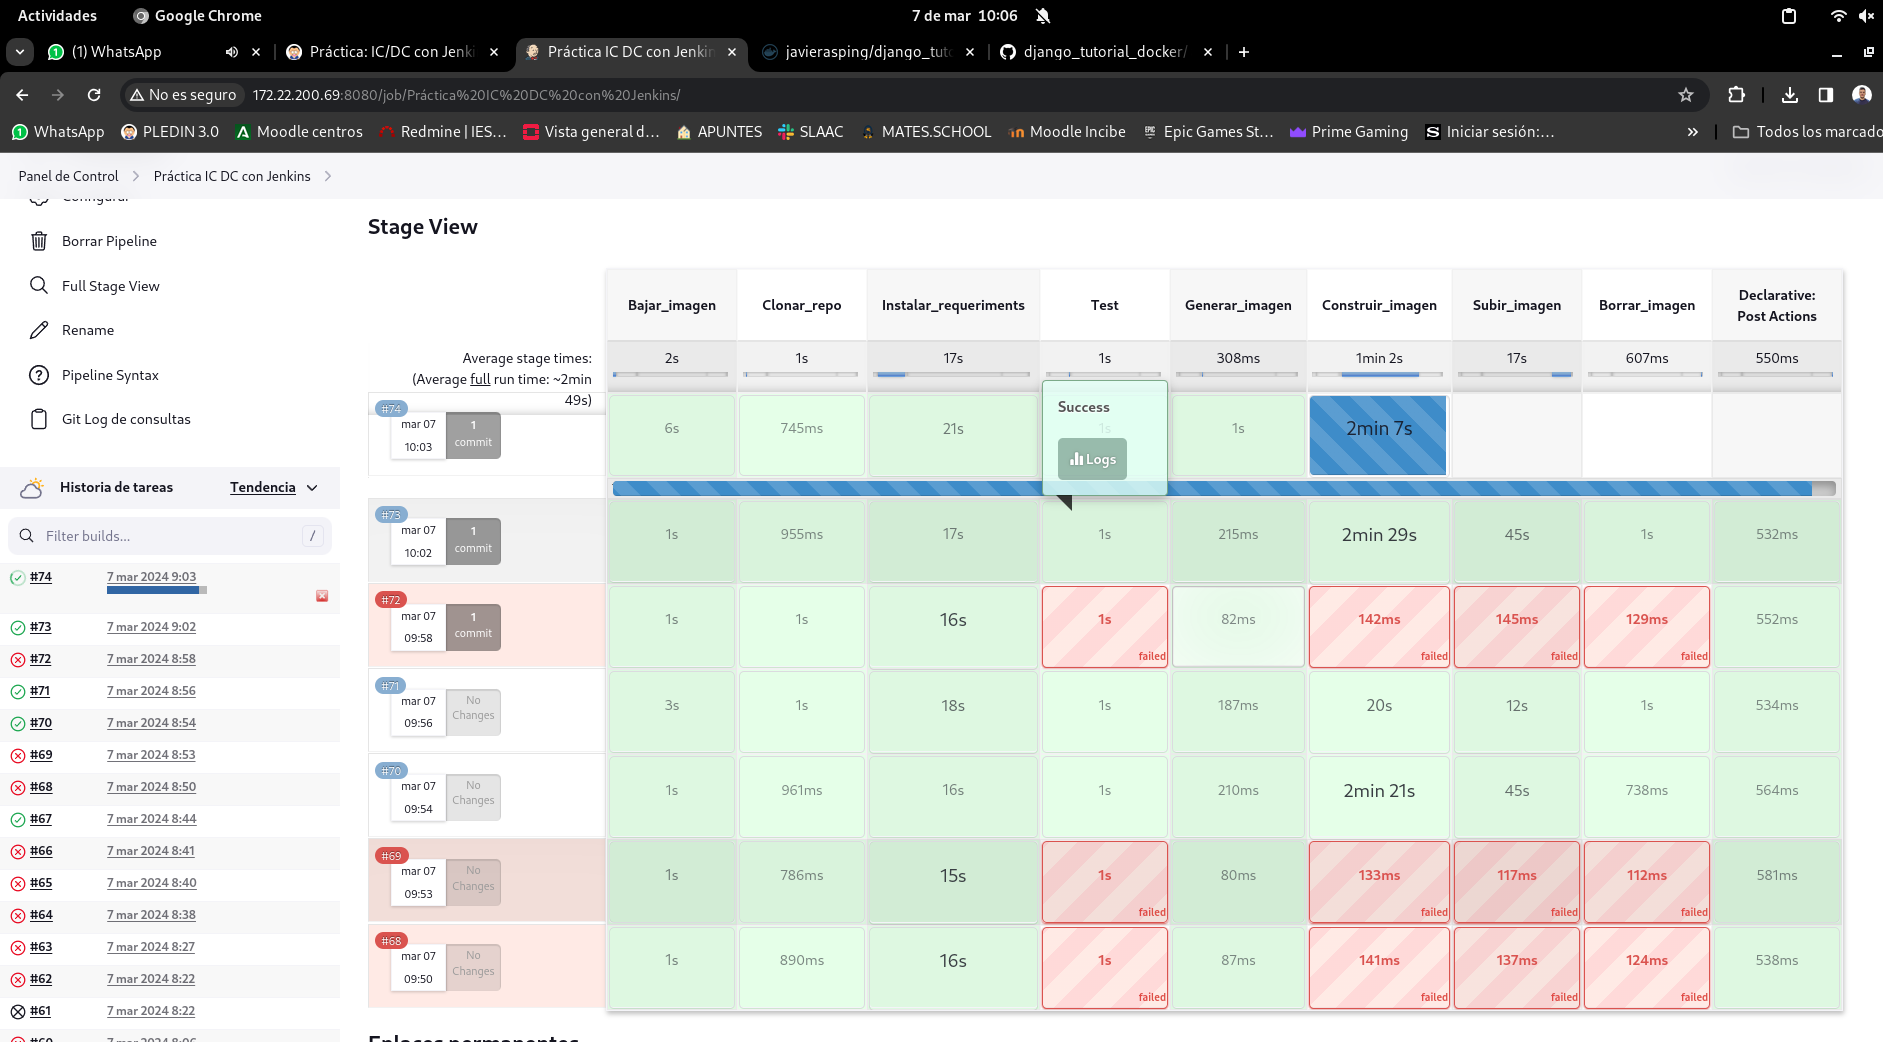 Actividades
Google Chrome
7 de mar 10:06
(1) WhatsApp
Práctica: IC/DC con Jenki
Práctica IC DC con Jenkin
javierasping/django_tuto
django_tutorial_docker/
No es seguro
172.22.200.69:8080/job/Práctica%20IC%20DC%20con%20Jenkins/
WhatsApp
PLEDIN 3.0
Moodle centros
Redmine | IES...
Vista general d...
APUNTES
SLAAC
MATES.SCHOOL
Moodle Incibe
Epic Games St...
Prime Gaming
Iniciar sesión:...
»
Todos los marcado
Panel de Control
Práctica IC DC con Jenkins
Configurar
Borrar Pipeline
Full Stage View
Rename
Pipeline Syntax
Git Log de consultas
Historia de tareas
Tendencia
Filter builds...
/
#74 7 mar 2024 9:03
#73 7 mar 2024 9:02
#72 7 mar 2024 8:58
#71 7 mar 2024 8:56
#70 7 mar 2024 8:54
#69 7 mar 2024 8:53
#68 7 mar 2024 8:50
#67 7 mar 2024 8:44
#66 7 mar 2024 8:41
#65 7 mar 2024 8:40
#64 7 mar 2024 8:38
#63 7 mar 2024 8:27
#62 7 mar 2024 8:22
#61 7 mar 2024 8:22
Stage View
Bajar_imagen Clonar_repo Instalar_requeriments Test Generar_imagen Construir_imagen Subir_imagen Borrar_imagen Declarative: Post Actions
Average stage times:
(Average full run time: ~2min
49s)
2s 1s 17s 1s 308ms 1min 2s 17s 607ms 550ms
#74
mar 07
10:03
1
commit
6s 745ms 21s 1s 1s 2min 7s
Success
Logs
#73
mar 07
10:02
1
commit
1s 955ms 17s 1s 215ms 2min 29s 45s 1s 532ms
#72
mar 07
09:58
1
commit
1s 1s 16s 1s 82ms 142ms 145ms 129ms 552ms
failed failed failed failed
#71
mar 07
09:56
No
Changes
3s 1s 18s 1s 187ms 20s 12s 1s 534ms
#70
mar 07
09:54
No
Changes
1s 961ms 16s 1s 210ms 2min 21s 45s 738ms 564ms
#69
mar 07
09:53
No
Changes
1s 786ms 15s 1s 80ms 133ms 117ms 112ms 581ms
failed failed failed failed
#68
mar 07
09:50
No
Changes
1s 890ms 16s 1s 87ms 141ms 137ms 124ms 538ms
failed failed failed failed
Enlaces permanentes